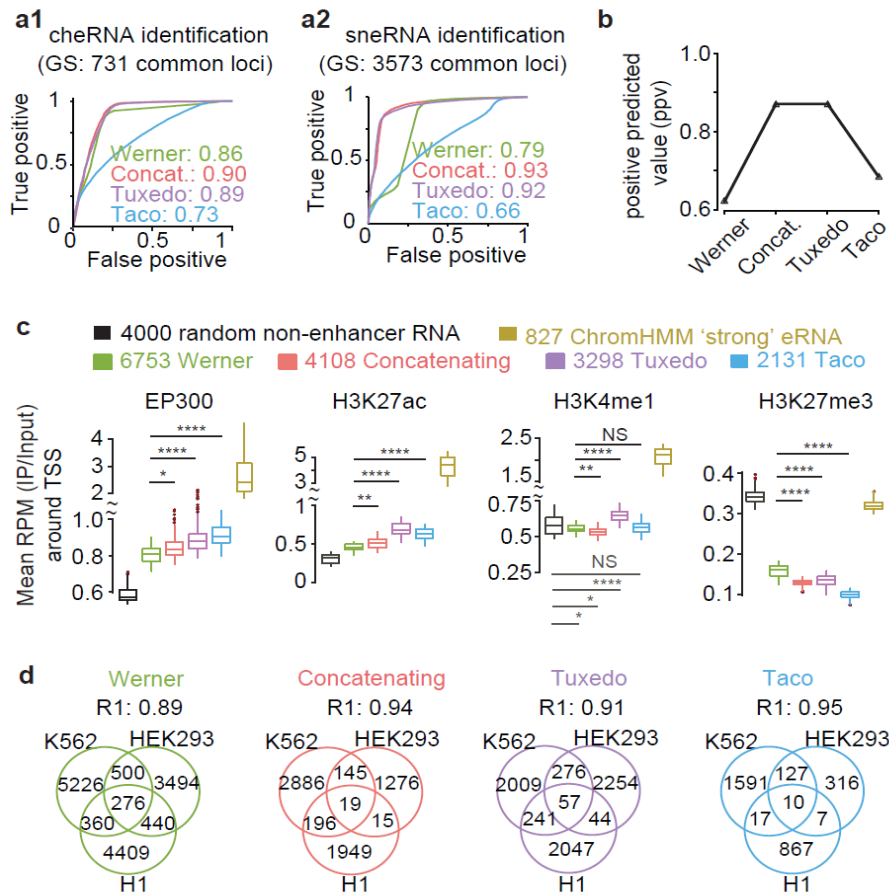 a1
cheRNA identification
(GS: 731 common loci)
True positive
1
0.5
0
Werner: 0.86
Concat.: 0.90
Tuxedo: 0.89
Taco: 0.73
0 0.5 1
False positive
a2
sneRNA identification
(GS: 3573 common loci)
True positive
1
0.5
0
Werner: 0.79
Concat.: 0.93
Tuxedo: 0.92
Taco: 0.66
0 0.5 1
False positive
b
positive predicted
value (ppv)
1.0
0.8
0.6
Werner
Concat.
Tuxedo
Taco
c
4000 random non-enhancer RNA
827 ChromHMM 'strong' eRNA
6753 Werner
4108 Concatenating
3298 Tuxedo
2131 Taco
Mean RPM (IP/Input)
around TSS
EP300
4
3
2
≈
1.0
0.8
0.6
****
****
*
H3K27ac
5
3
≈
1
0.5
0
****
****
**
H3K4me1
2.5
2.0
1.5
≈
0.75
0.5
0.25
NS
****
**
NS
****
*
*
H3K27me3
0.4
0.3
0.2
0.1
****
****
****
d
Werner
R1: 0.89
K562 HEK293
5226 500 3494
276
360 440
4409
H1
Concatenating
R1: 0.94
K562 HEK293
2886 145 1276
19
196 15
1949
H1
Tuxedo
R1: 0.91
K562 HEK293
2009 276 2254
57
241 44
2047
H1
Taco
R1: 0.95
K562 HEK293
1591 127 316
10
17 7
867
H1